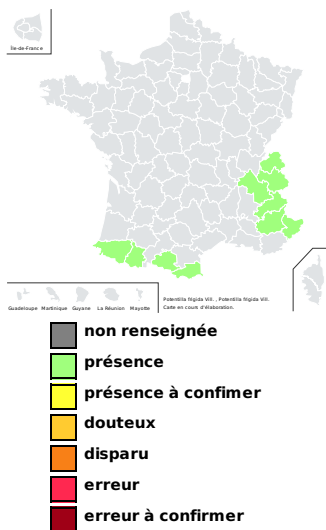 Île-de-France
Guadeloupe Martinique Guyane La Réunion Mayotte
Potentilla frigida Vill. , Potentilla frigida Vill.
Carte en cours d'élaboration.
non renseignée
présence
présence à confimer
douteux
disparu
erreur
erreur à confirmer